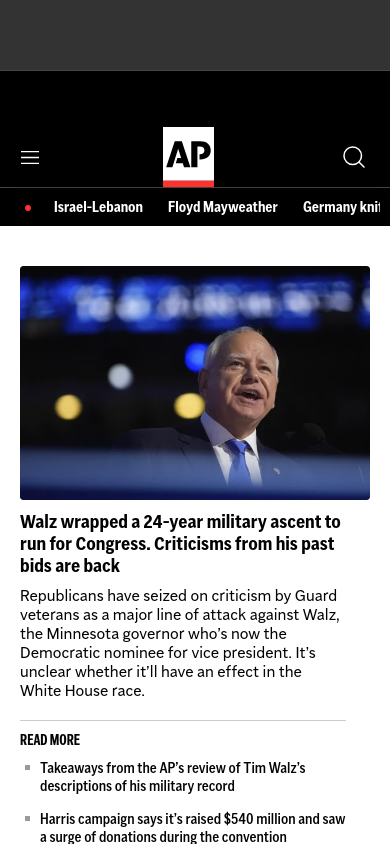 AP
Israel-Lebanon
Floyd Mayweather
Germany
Walz wrapped a 24-year military ascent to
run for Congress. Criticisms from his past
bids are back
Republicans have seized on criticism by Guard
veterans as a major line of attack against Walz,
the Minnesota governor who's now the
Democratic nominee for vice president. It's
unclear whether it'll have an effect in the
White House race.
READ MORE
Takeaways from the AP's review of Tim Walz's
descriptions of his military record
Harris campaign says it's raised $540 million and saw
a surge of donations during the convention